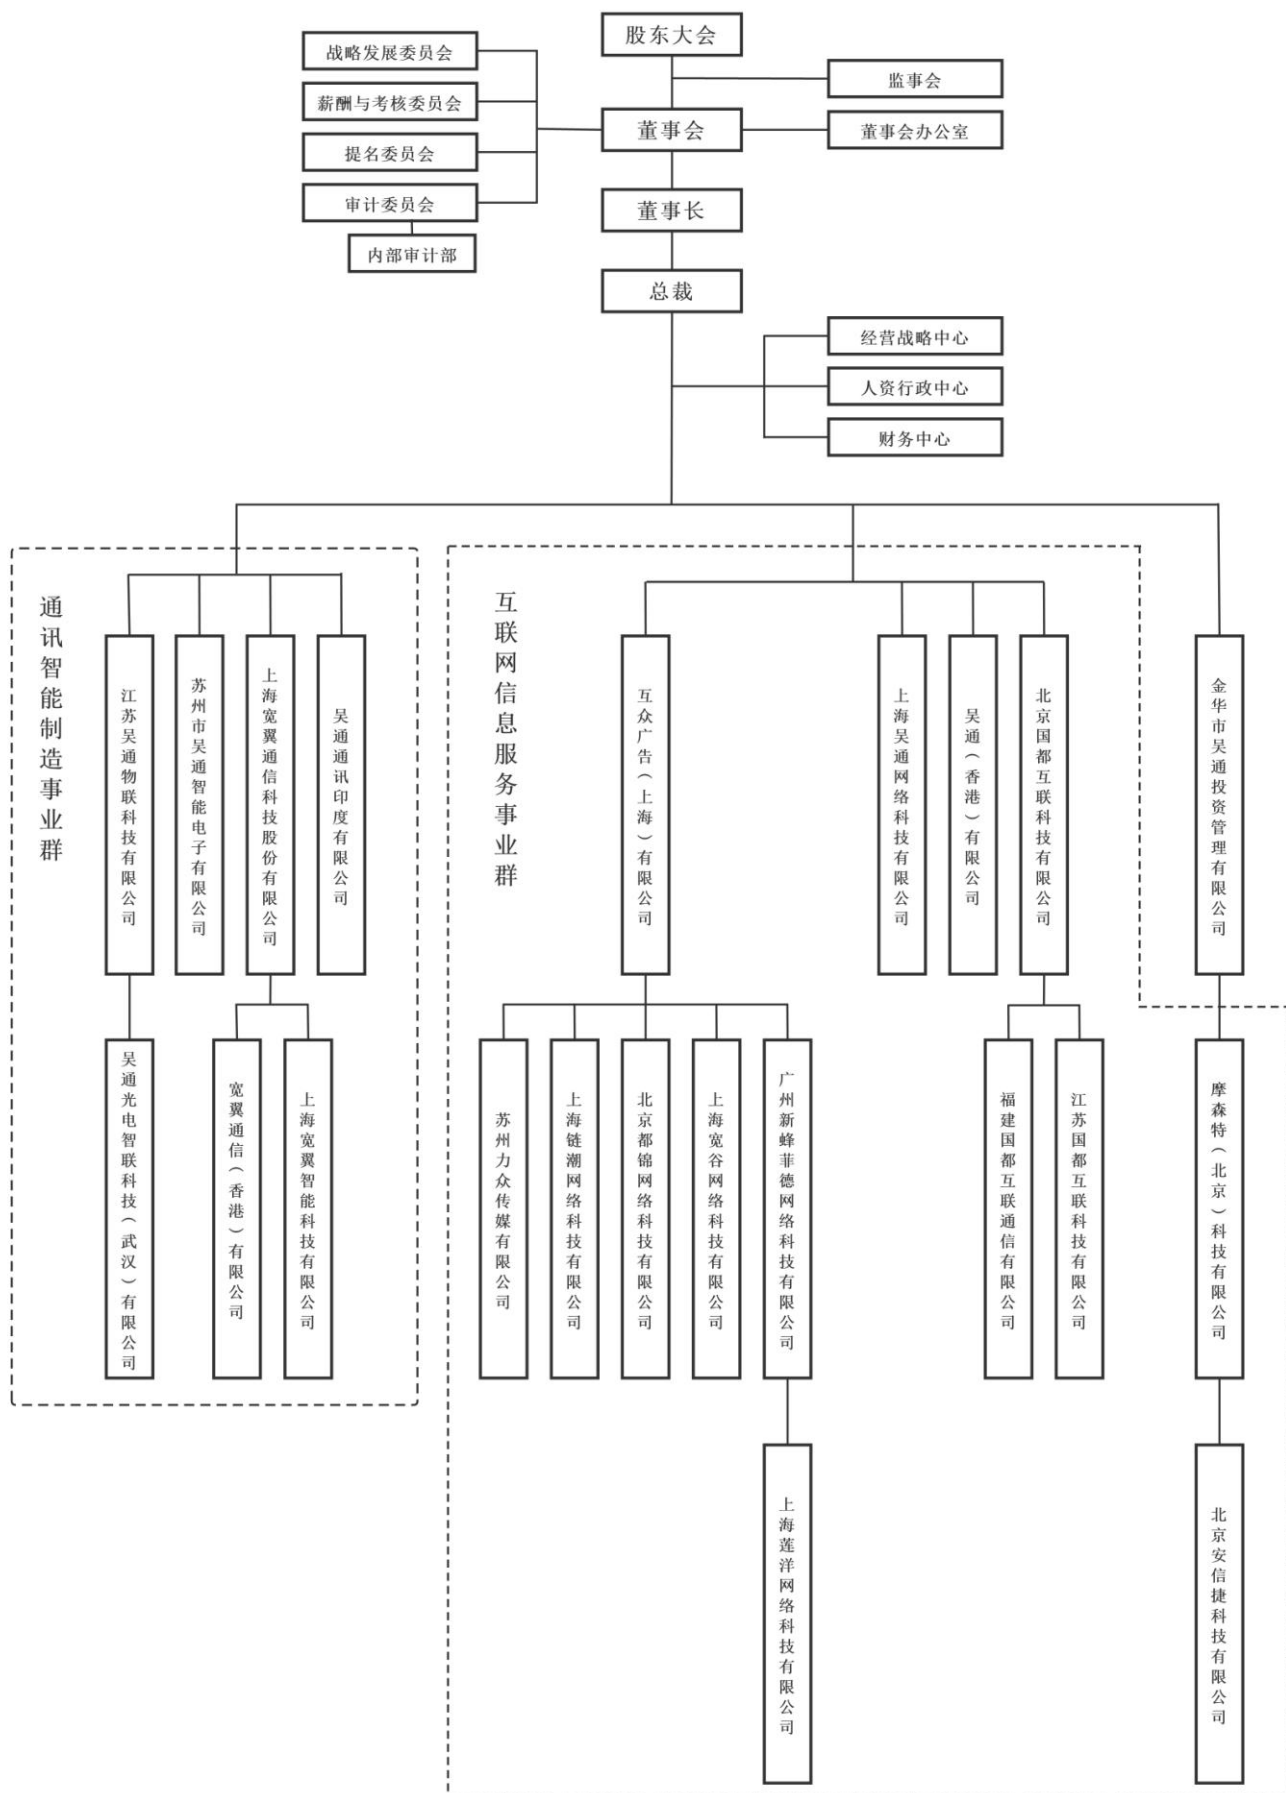 股东大会
战略发展委员会
监事会
薪酬与考核委员会
董事会
董事会办公室
提名委员会
审计委员会
董事长
内部审计部
总裁
经营战略中心
人资行政中心
财务中心
通讯智能制造事业群
江苏吴通物联科技有限公司
苏州市吴通智能电子有限公司
上海宽翼通信科技股份有限公司
吴通通讯印度有限公司
吴通光电智联科技（武汉）有限公司
宽翼通信（香港）有限公司
上海宽翼智能科技有限公司
互联网信息服务事业群
互众广告（上海）有限公司
上海吴通网络科技有限公司
吴通（香港）有限公司
北京国都互联科技有限公司
金华市吴通投资管理有限公司
苏州力众传媒有限公司
上海链潮网络科技有限公司
北京都锦网络科技有限公司
上海宽谷网络科技有限公司
广州新蜂菲德网络科技有限公司
福建国都互联通信有限公司
江苏国都互联科技有限公司
摩森特（北京）科技有限公司
上海莲洋网络科技有限公司
北京安信捷科技有限公司